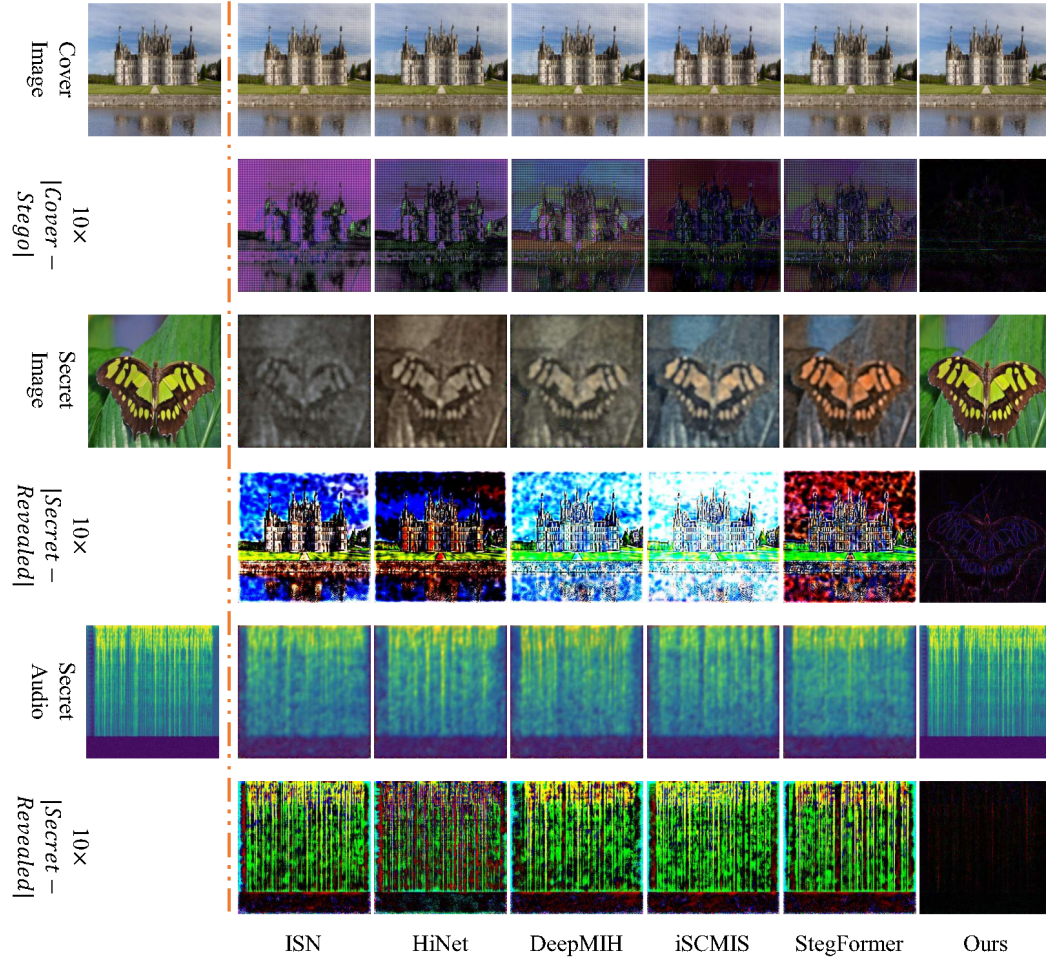 Cover
Image
10×
|Cover −
Stego|
Secret
Image
10×
|Secret −
Revealed|
Secret
Audio
10×
|Secret −
Revealed|
ISN
HiNet
DeepMIH
iSCMIS
StegFormer
Ours